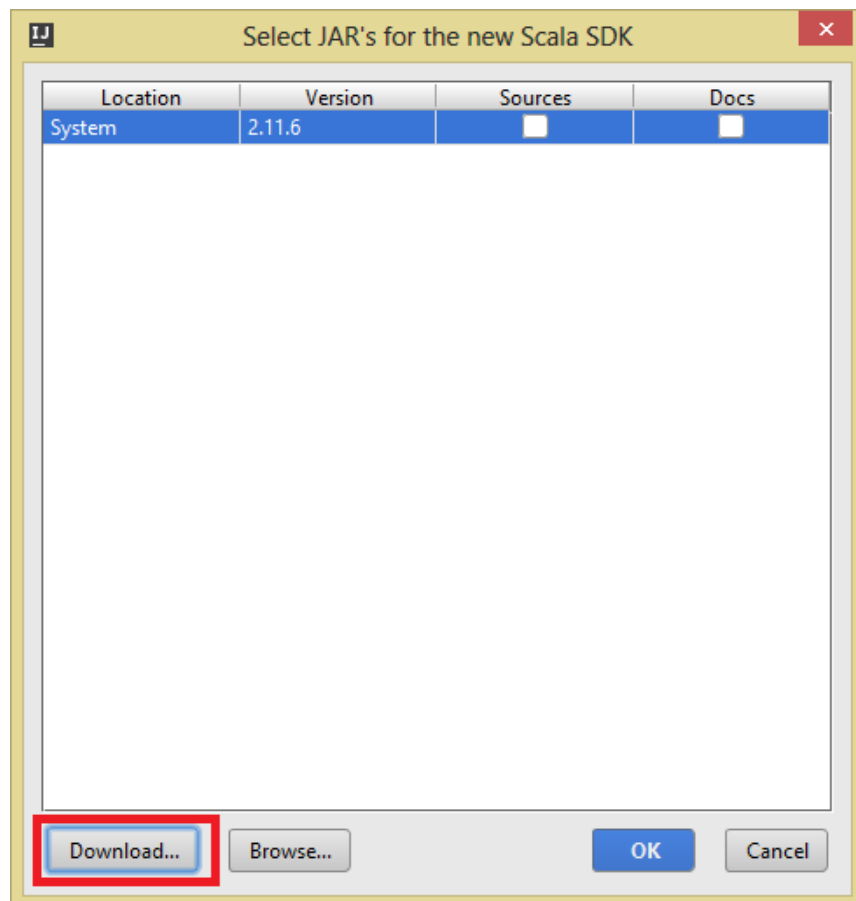 IJ
Select JAR's for the new Scala SDK
Location Version Sources Docs
System 2.11.6
Download... Browse... OK Cancel